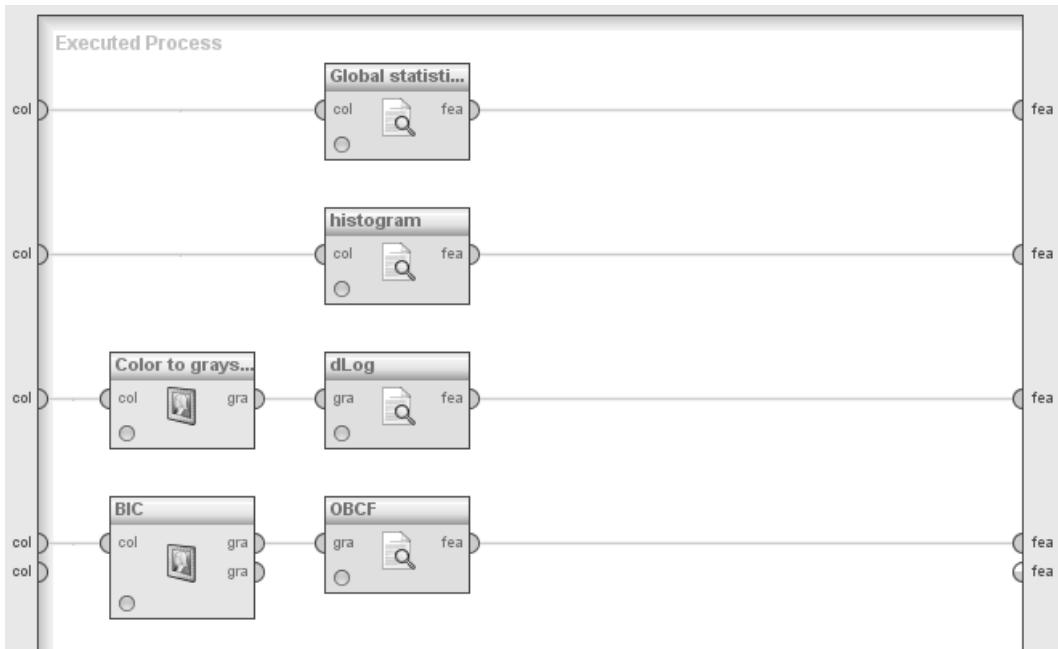 Executed Process
Global statisti...
col col fea fea
histogram
col col fea fea
Color to grays... dLog
col col gra gra fea fea
BIC OBCF
col col gra gra fea fea
col gra fea